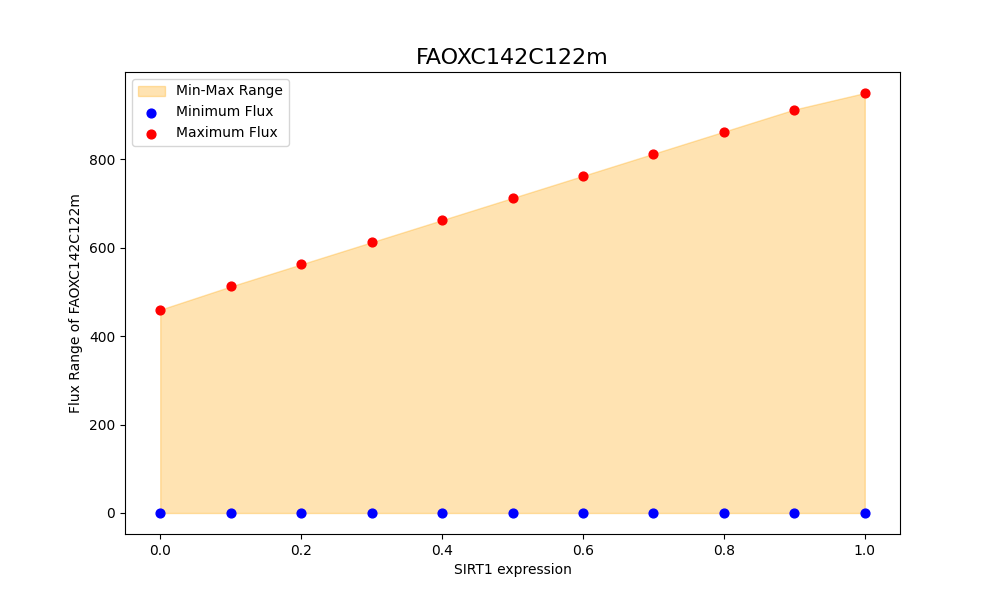 FAOXC142C122m
Min-Max Range
Minimum Flux
Maximum Flux
Flux Range of FAOXC142C122m
800
600
400
200
0
0.0 0.2 0.4 0.6 0.8 1.0
SIRT1 expression